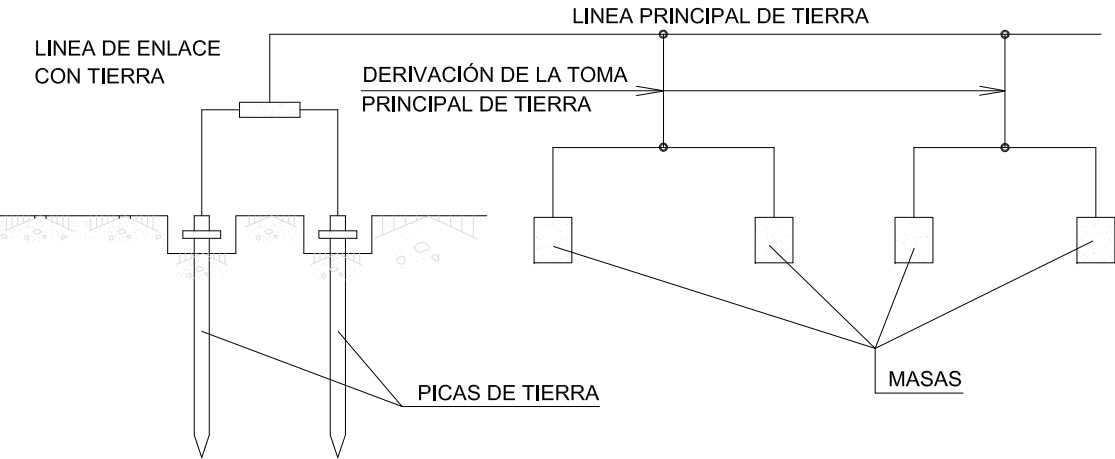 LINEA PRINCIPAL DE TIERRA
LINEA DE ENLACE
CON TIERRA
DERIVACIÓN DE LA TOMA
PRINCIPAL DE TIERRA
PICAS DE TIERRA
MASAS